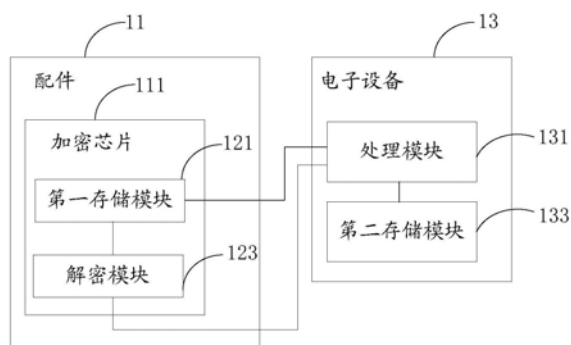 11
配件
111
加密芯片
121
第一存储模块
解密模块
123
13
电子设备
处理模块
131
第二存储模块
133